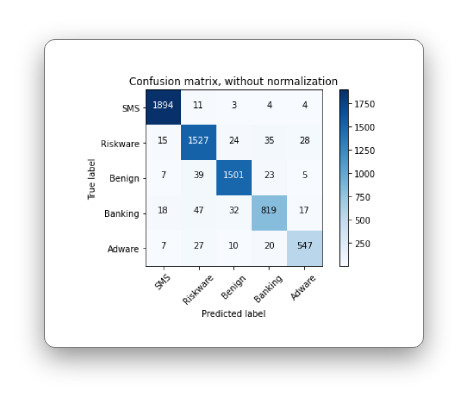 Confusion matrix, without normalization
SMS 1894 11 3 4 4
Riskware 15 1527 24 35 28
Benign 7 39 1501 23 5
Banking 18 47 32 819 17
Adware 7 27 10 20 547
SMS Riskware Benign Banking Adware
Predicted label
True label
1750
1500
1250
1000
750
500
250